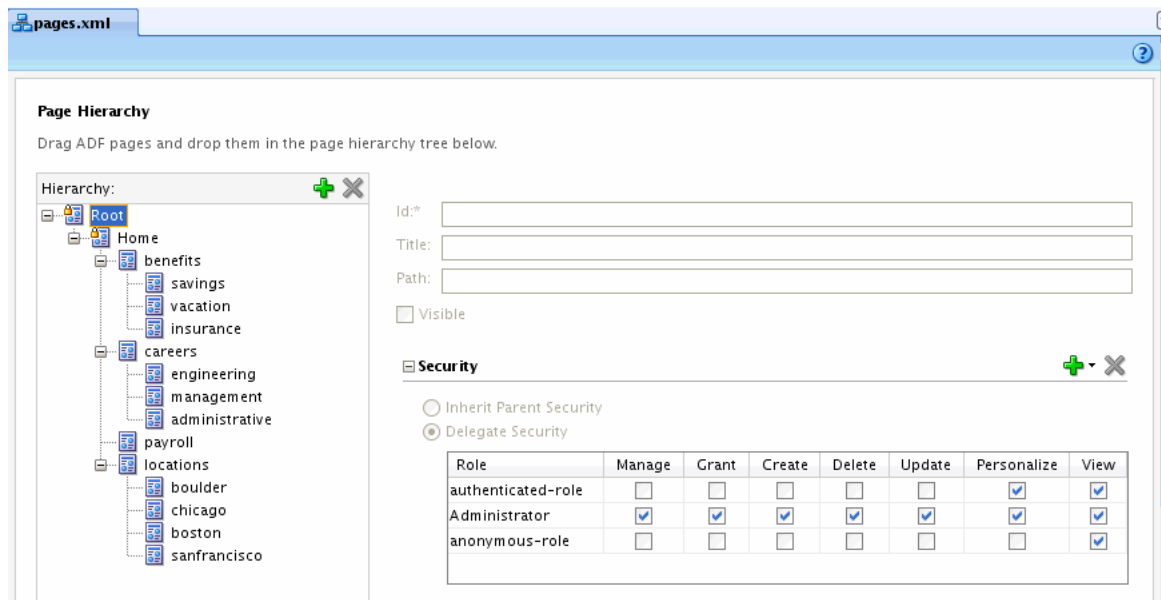 pages.xml
Page Hierarchy
Drag ADF pages and drop them in the page hierarchy tree below.
Hierarchy:
Root
Home
benefits
savings
vacation
insurance
careers
engineering
management
administrative
payroll
locations
boulder
chicago
boston
sanfrancisco
Id:*
Title:
Path:
Visible
Security
Inherit Parent Security
Delegate Security
Role Manage Grant Create Delete Update Personalize View
authenticated-role
Administrator
anonymous-role